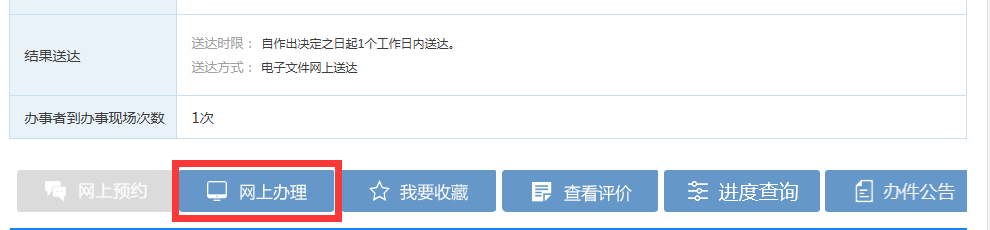 结果送达
送达时限： 自作出决定之日起1个工作日内送达。
送达方式： 电子文件网上送达
办事者到办事现场次数 1次
网上预约 网上办理 我要收藏 查看评价 进度查询 办件公告